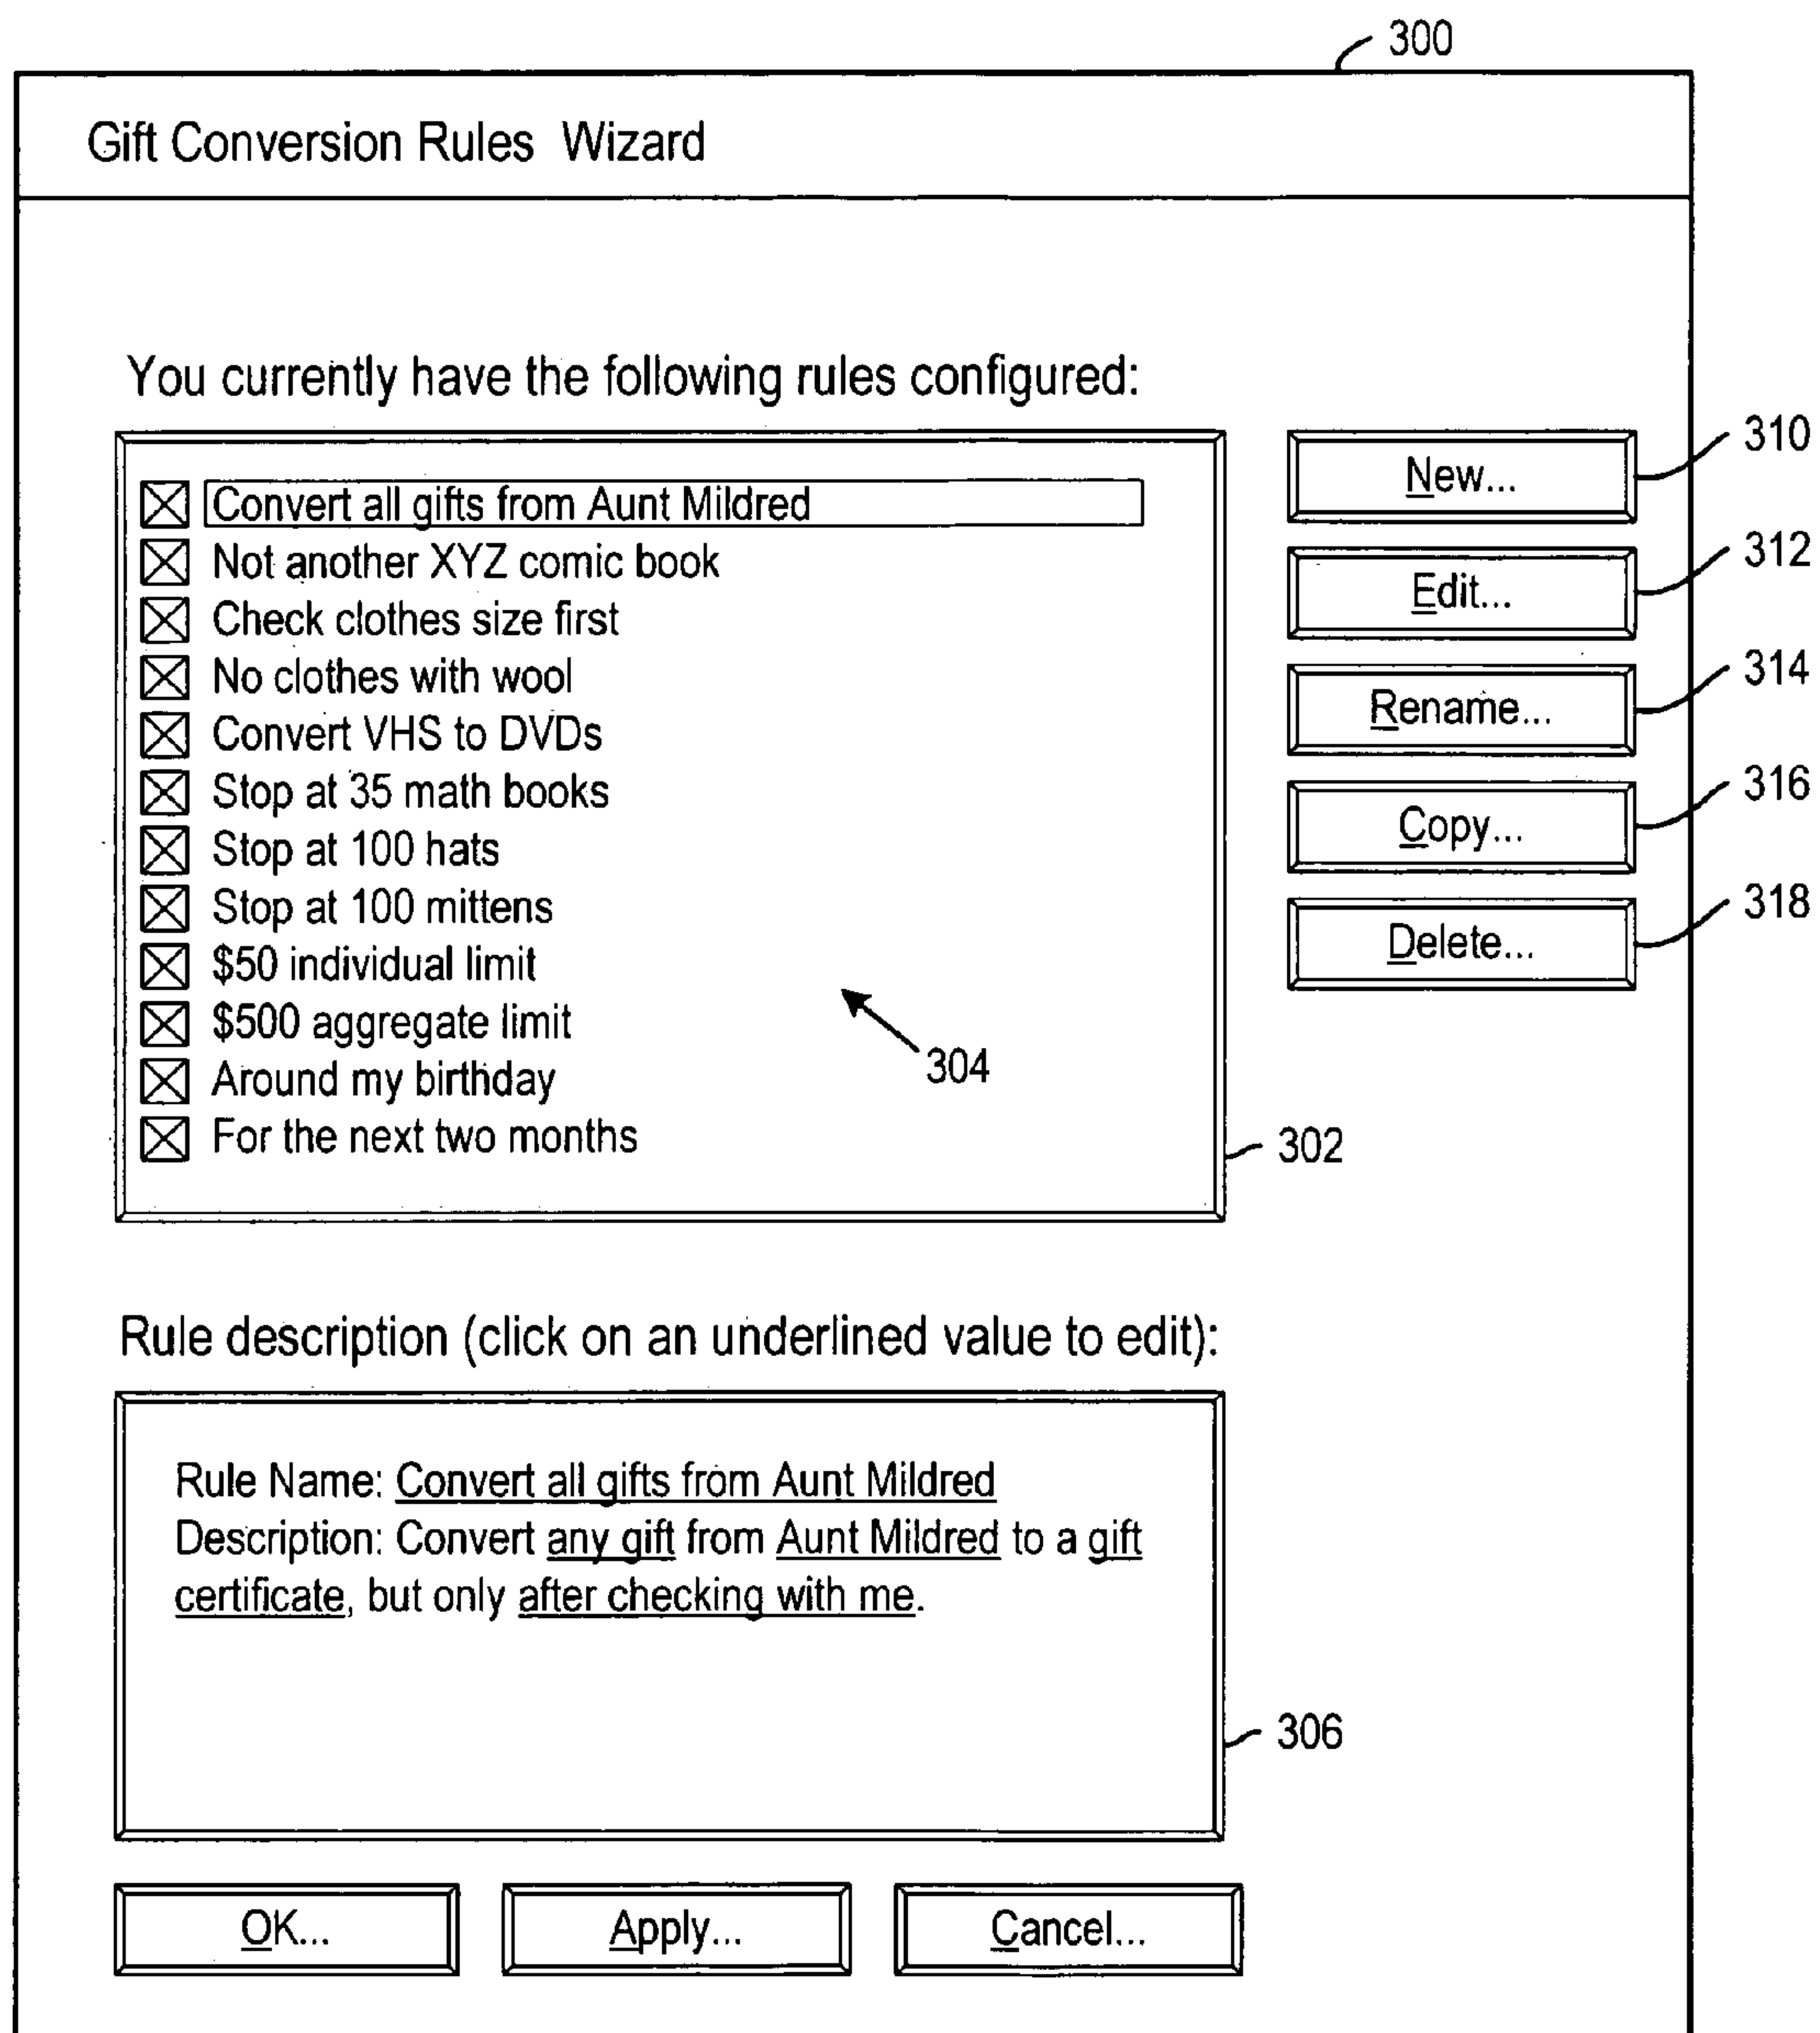 300
Gift Conversion Rules Wizard
You currently have the following rules configured:
Convert all gifts from Aunt Mildred
Not another XYZ comic book
Check clothes size first
No clothes with wool
Convert VHS to DVDs
Stop at 35 math books
Stop at 100 hats
Stop at 100 mittens
$50 individual limit
$500 aggregate limit
Around my birthday
For the next two months
304
302
New...
310
Edit...
312
Rename...
314
Copy...
316
Delete...
318
Rule description (click on an underlined value to edit):
Rule Name: Convert all gifts from Aunt Mildred
Description: Convert any gift from Aunt Mildred to a gift
certificate, but only after checking with me.
306
OK...
Apply...
Cancel...